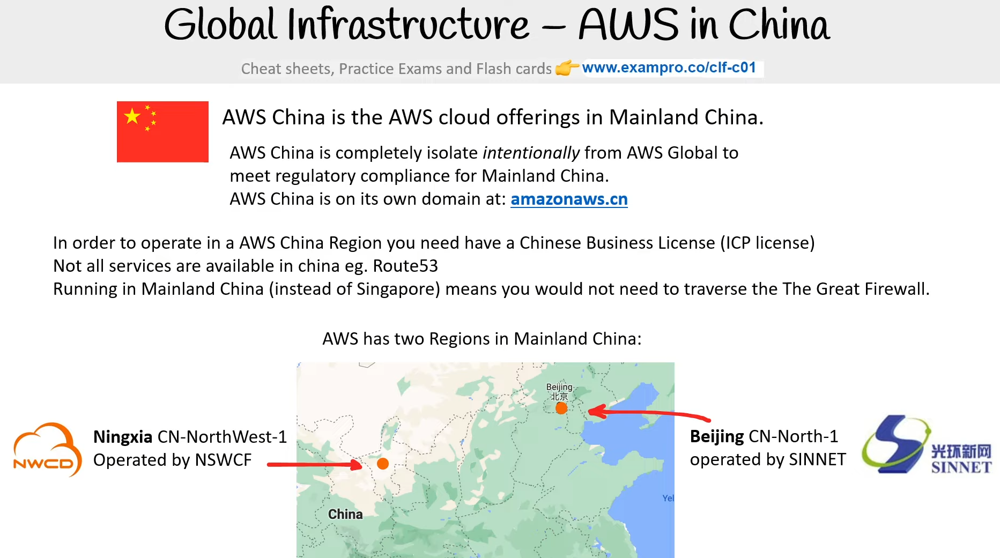 Global Infrastructure – AWS in China
Cheat sheets, Practice Exams and Flash cards 👉 www.exampro.co/clf-c01
AWS China is the AWS cloud offerings in Mainland China.
AWS China is completely isolate intentionally from AWS Global to
meet regulatory compliance for Mainland China.
AWS China is on its own domain at: amazonaws.cn
In order to operate in a AWS China Region you need have a Chinese Business License (ICP license)
Not all services are available in china eg. Route53
Running in Mainland China (instead of Singapore) means you would not need to traverse the The Great Firewall.
AWS has two Regions in Mainland China:
Beijing
北京
NWCD
Ningxia CN-NorthWest-1
Operated by NSWCF
Beijing CN-North-1
operated by SINNET
光环新网
SINNET
Yel
China